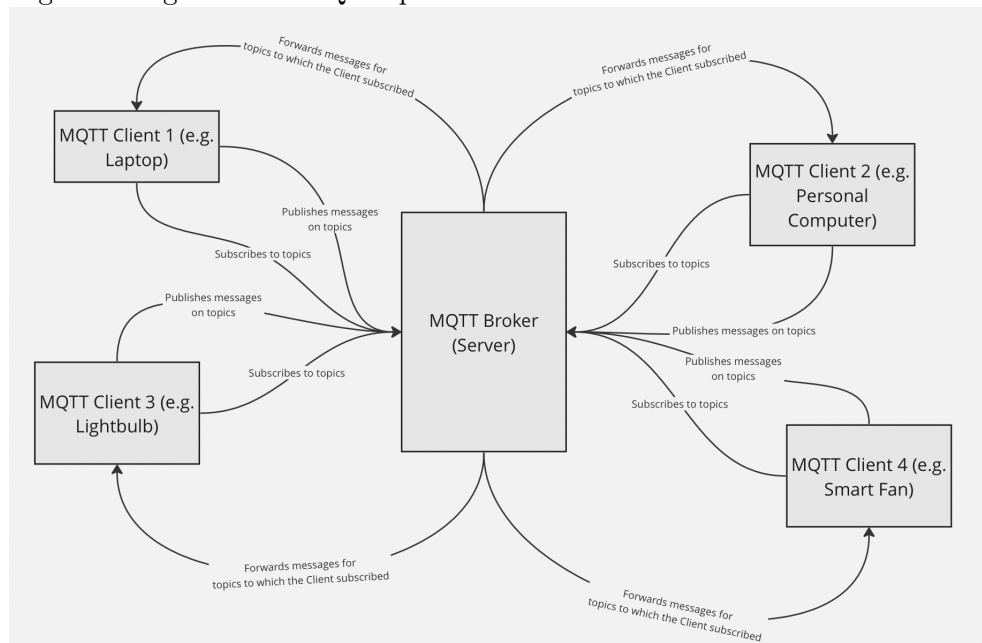 Forwards messages for
topics to which the Client subscribed
Forwards messages for
topics to which the Client subscribed
MQTT Client 1 (e.g.
Laptop)
MQTT Client 2 (e.g.
Personal
Computer)
Publishes messages
on topics
Subscribes to topics
Subscribes to topics
Publishes messages
on topics
MQTT Broker
(Server)
Publishes messages on topics
Publishes messages
on topics
Subscribes to topics
Subscribes to topics
MQTT Client 3 (e.g.
Lightbulb)
MQTT Client 4 (e.g.
Smart Fan)
Forwards messages for
topics to which the Client subscribed
Forwards messages for
topics to which the Client subscribed